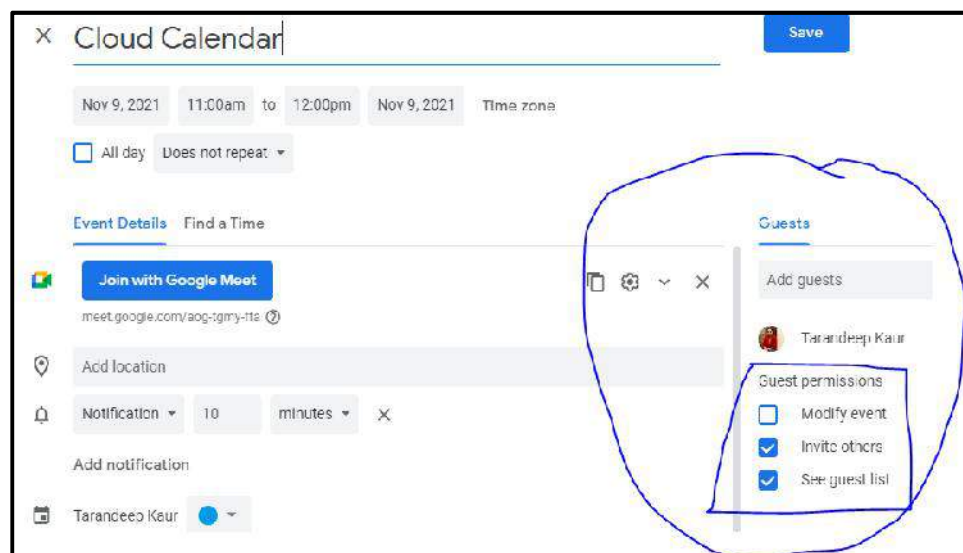 Cloud Calendar
Save
Nov 9, 2021 11:00am to 12:00pm Nov 9, 2021 Time zone
All day Does not repeat
Event Details Find a Time
Join with Google Meet
Add location
Notification 10 minutes
Add notification
Tarandeep Kaur
Guests
Add guests
Tarandeep Kaur
Guest permissions
Modify event
Invite others
See guest list